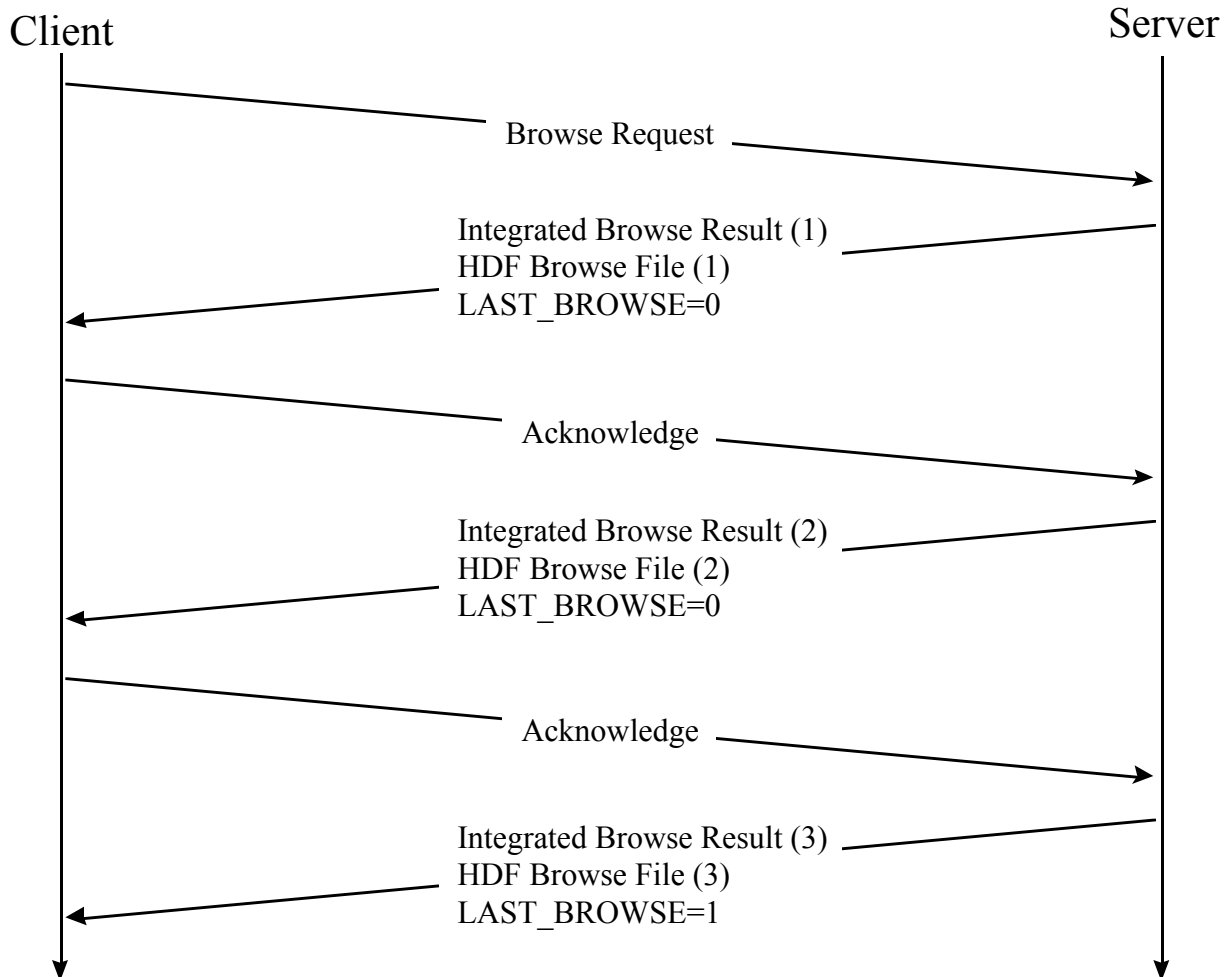 Client
Server
Browse Request
Integrated Browse Result (1)
HDF Browse File (1)
LAST_BROWSE=0
Acknowledge
Integrated Browse Result (2)
HDF Browse File (2)
LAST_BROWSE=0
Acknowledge
Integrated Browse Result (3)
HDF Browse File (3)
LAST_BROWSE=1